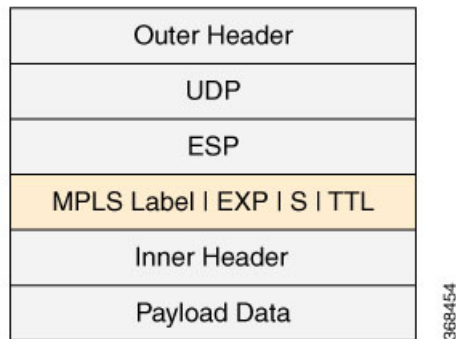 Outer Header
UDP
ESP
MPLS Label | EXP | S | TTL
Inner Header
Payload Data
368454